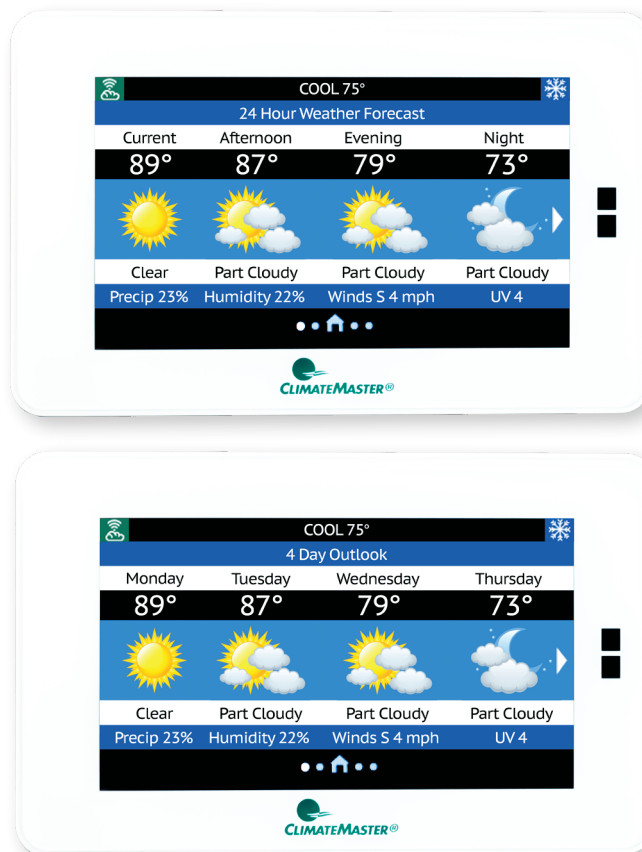 COOL 75°
24 Hour Weather Forecast
Current Afternoon Evening Night
89° 87° 79° 73°
Clear Part Cloudy Part Cloudy Part Cloudy
Precip 23% Humidity 22% Winds S 4 mph UV 4
CLIMATEMASTER®
COOL 75°
4 Day Outlook
Monday Tuesday Wednesday Thursday
89° 87° 79° 73°
Clear Part Cloudy Part Cloudy Part Cloudy
Precip 23% Humidity 22% Winds S 4 mph UV 4
CLIMATEMASTER®